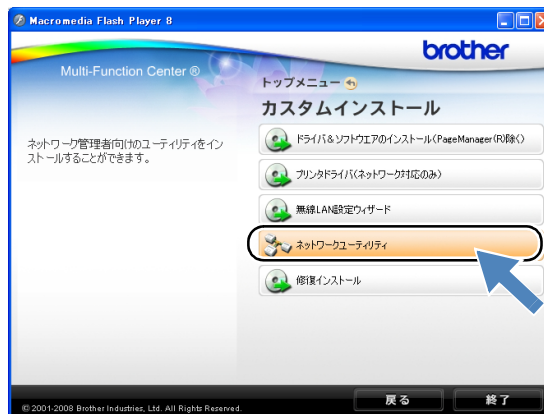 Macromedia Flash Player 8
brother
Multi-Function Center ®
トップメニュー
カスタムインストール
ネットワーク管理者向けのユーティリティをイン
ストールすることができます。
ドライバ&ソフトウエアのインストール(PageManager(R)除く)
プリンタドライバ(ネットワーク対応のみ)
無線LAN設定ウィザード
ネットワークユーティリティ
修復インストール
© 2001-2008 Brother Industries, Ltd. All Rights Reserved.
戻る
終了